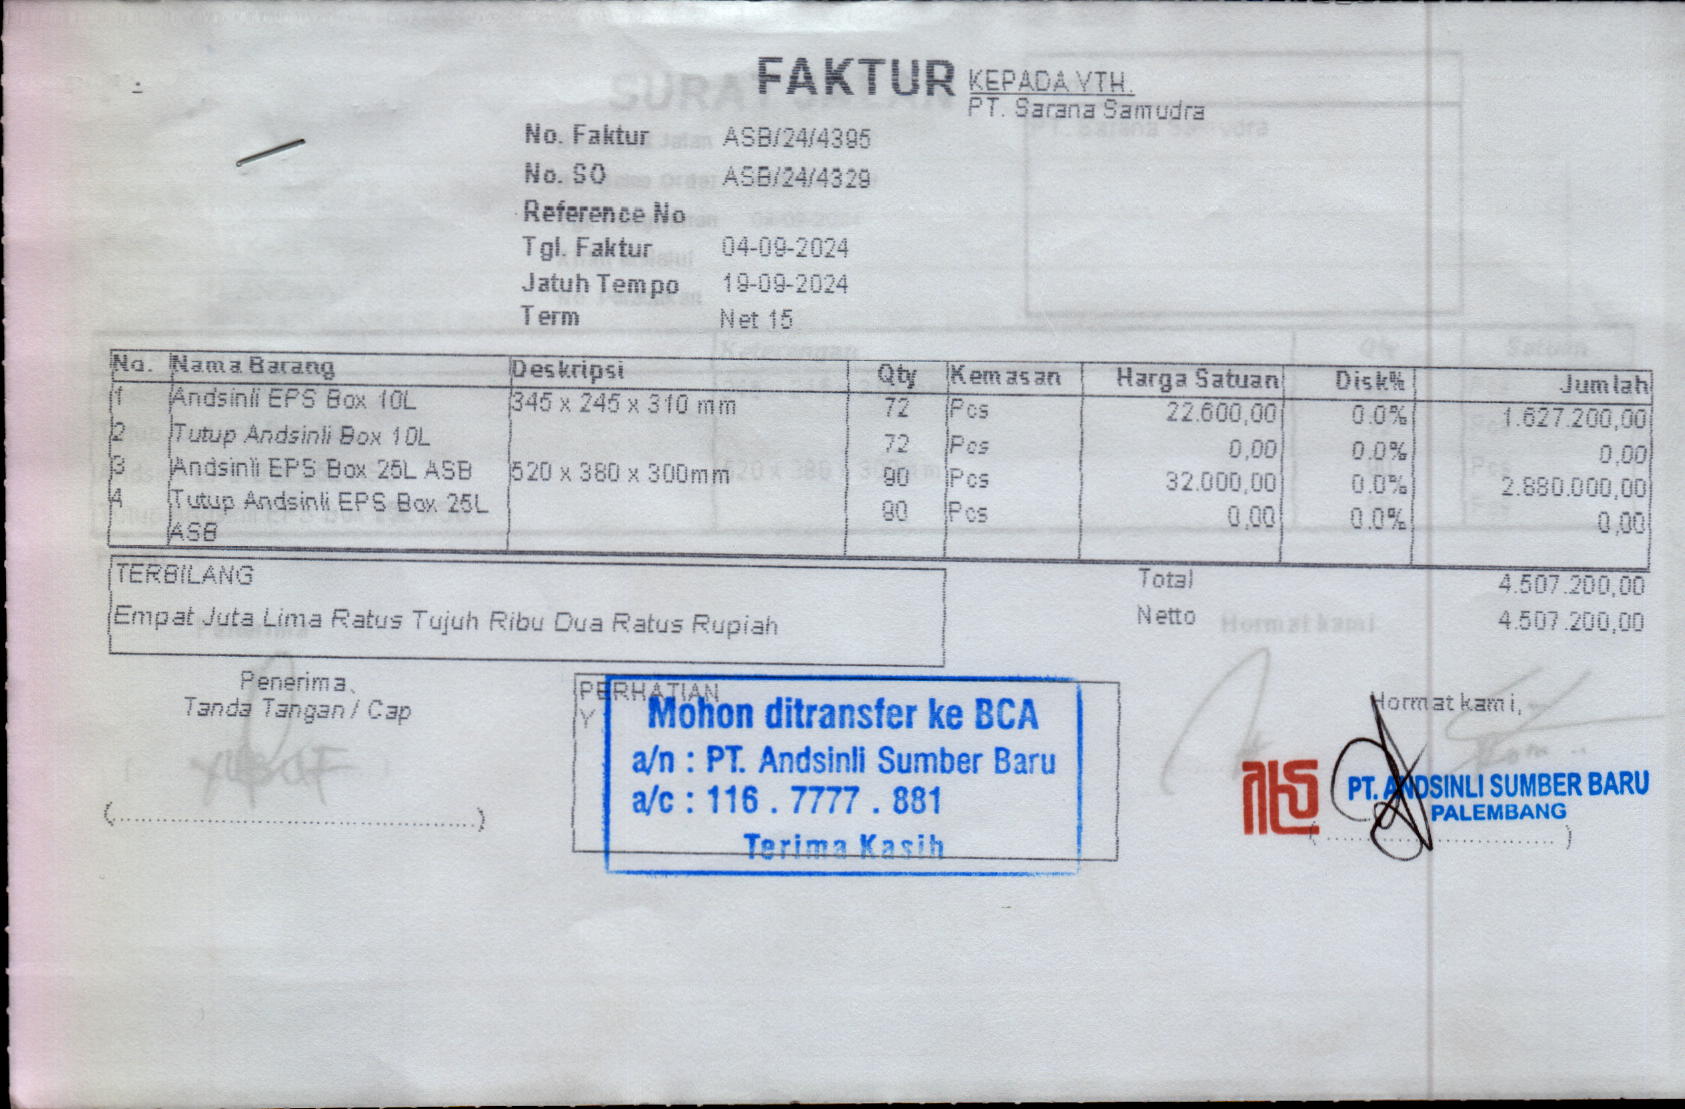 FAKTUR
KEPADA YTH.
PT. Sarana Samudra
No. Faktur ASB/24/4395
No. SO ASB/24/4329
Reference No
Tgl. Faktur 04-09-2024
Jatuh Tempo 19-09-2024
Term Net 15
No. Nama Barang Deskripsi Qty Kemasan Harga Satuan Disk% Jumlah
1 Andsinli EPS Box 10L 345 x 245 x 310 mm 72 Pcs 22.600,00 0.0% 1.627.200,00
2 Tutup Andsinli Box 10L 72 Pcs 0,00 0.0% 0,00
3 Andsinli EPS Box 25L ASB 520 x 380 x 300mm 90 Pcs 32.000,00 0.0% 2.880.000,00
4 Tutup Andsinli EPS Box 25L 90 Pcs 0,00 0.0% 0,00
ASB
TERBILANG
Empat Juta Lima Ratus Tujuh Ribu Dua Ratus Rupiah
Total 4.507.200,00
Netto 4.507.200,00
Penerima,
Tanda Tangan / Cap
(..................................................)
PERHATIAN
Y
Mohon ditransfer ke BCA
a/n : PT. Andsinli Sumber Baru
a/c : 116 . 7777 . 881
Terima Kasih
Hormat kami,
PT. ANDSINLI SUMBER BARU
PALEMBANG
(..................................)